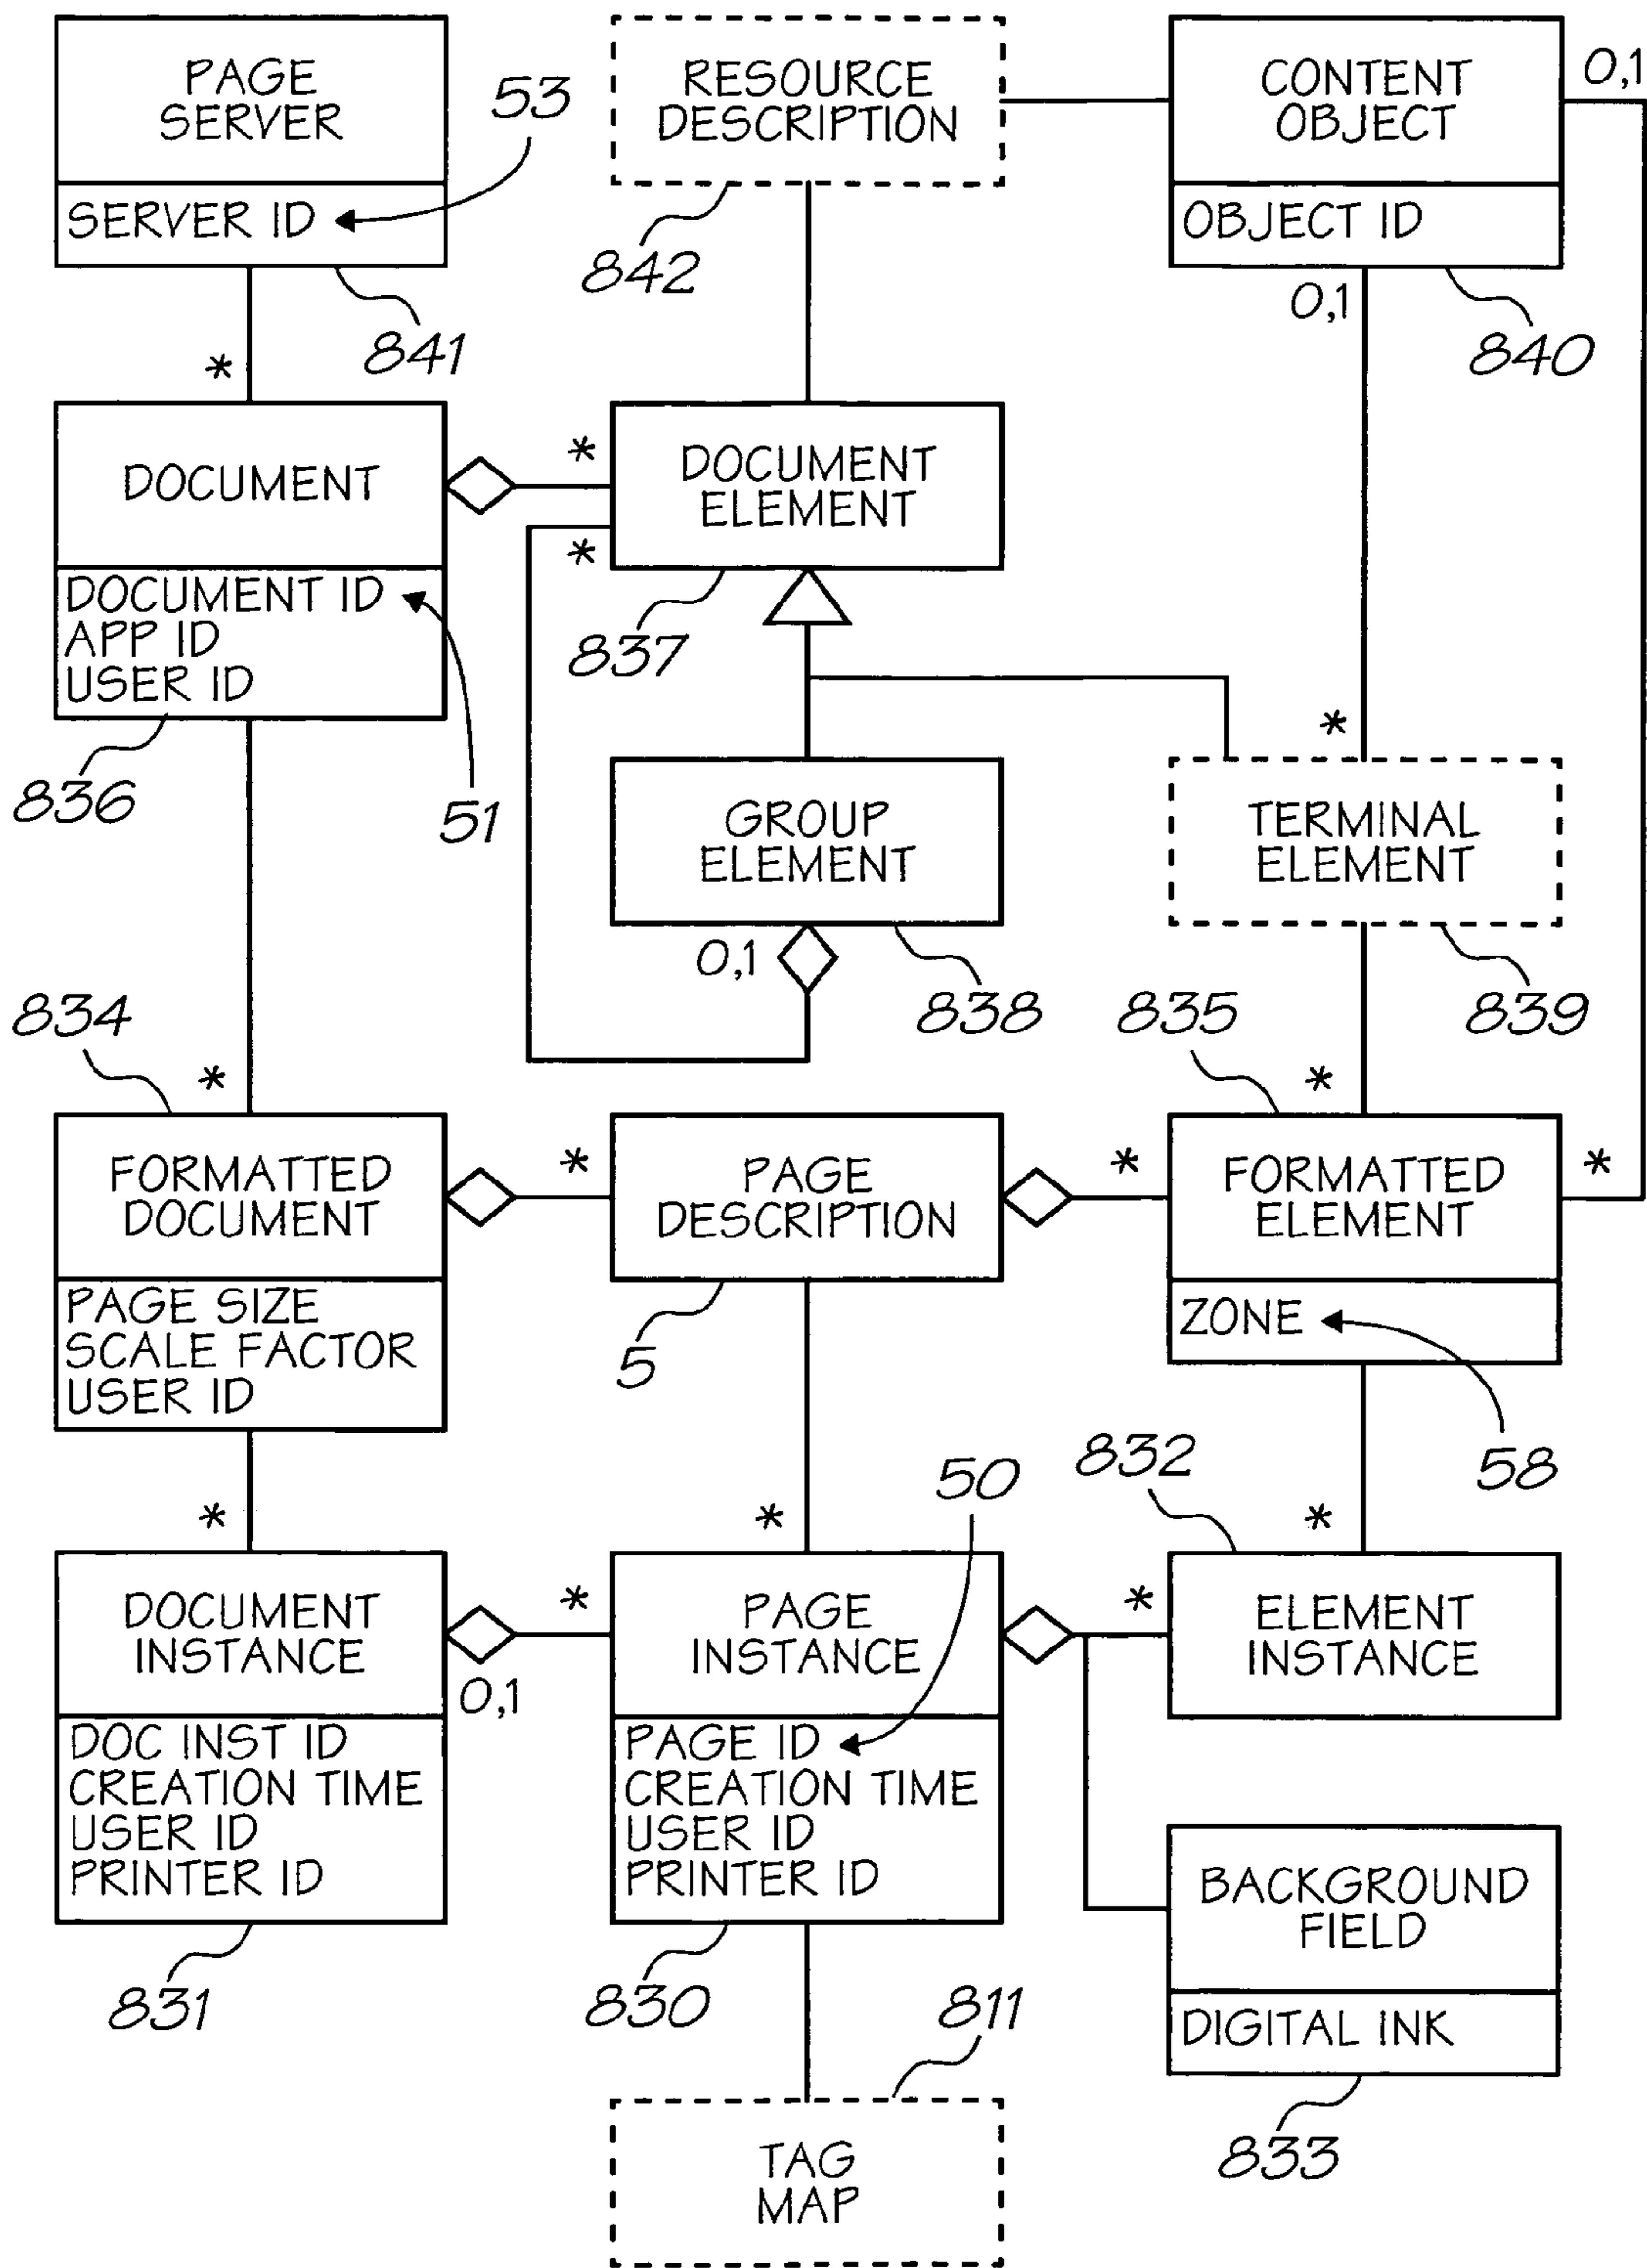 PAGE
SERVER
SERVER ID
53
841
RESOURCE
DESCRIPTION
842
CONTENT
OBJECT
OBJECT ID
0,1
0,1
840
*
DOCUMENT
DOCUMENT ID
APP ID
USER ID
836
51
*
*
DOCUMENT
ELEMENT
837
GROUP
ELEMENT
0,1
838
*
TERMINAL
ELEMENT
839
834
*
FORMATTED
DOCUMENT
PAGE SIZE
SCALE FACTOR
USER ID
*
PAGE
DESCRIPTION
5
835
*
*
FORMATTED
ELEMENT
*
ZONE
58
*
DOCUMENT
INSTANCE
0,1
DOC INST ID
CREATION TIME
USER ID
PRINTER ID
831
*
*
50
PAGE
INSTANCE
PAGE ID
CREATION TIME
USER ID
PRINTER ID
830
832
*
*
ELEMENT
INSTANCE
BACKGROUND
FIELD
DIGITAL INK
833
811
TAG
MAP